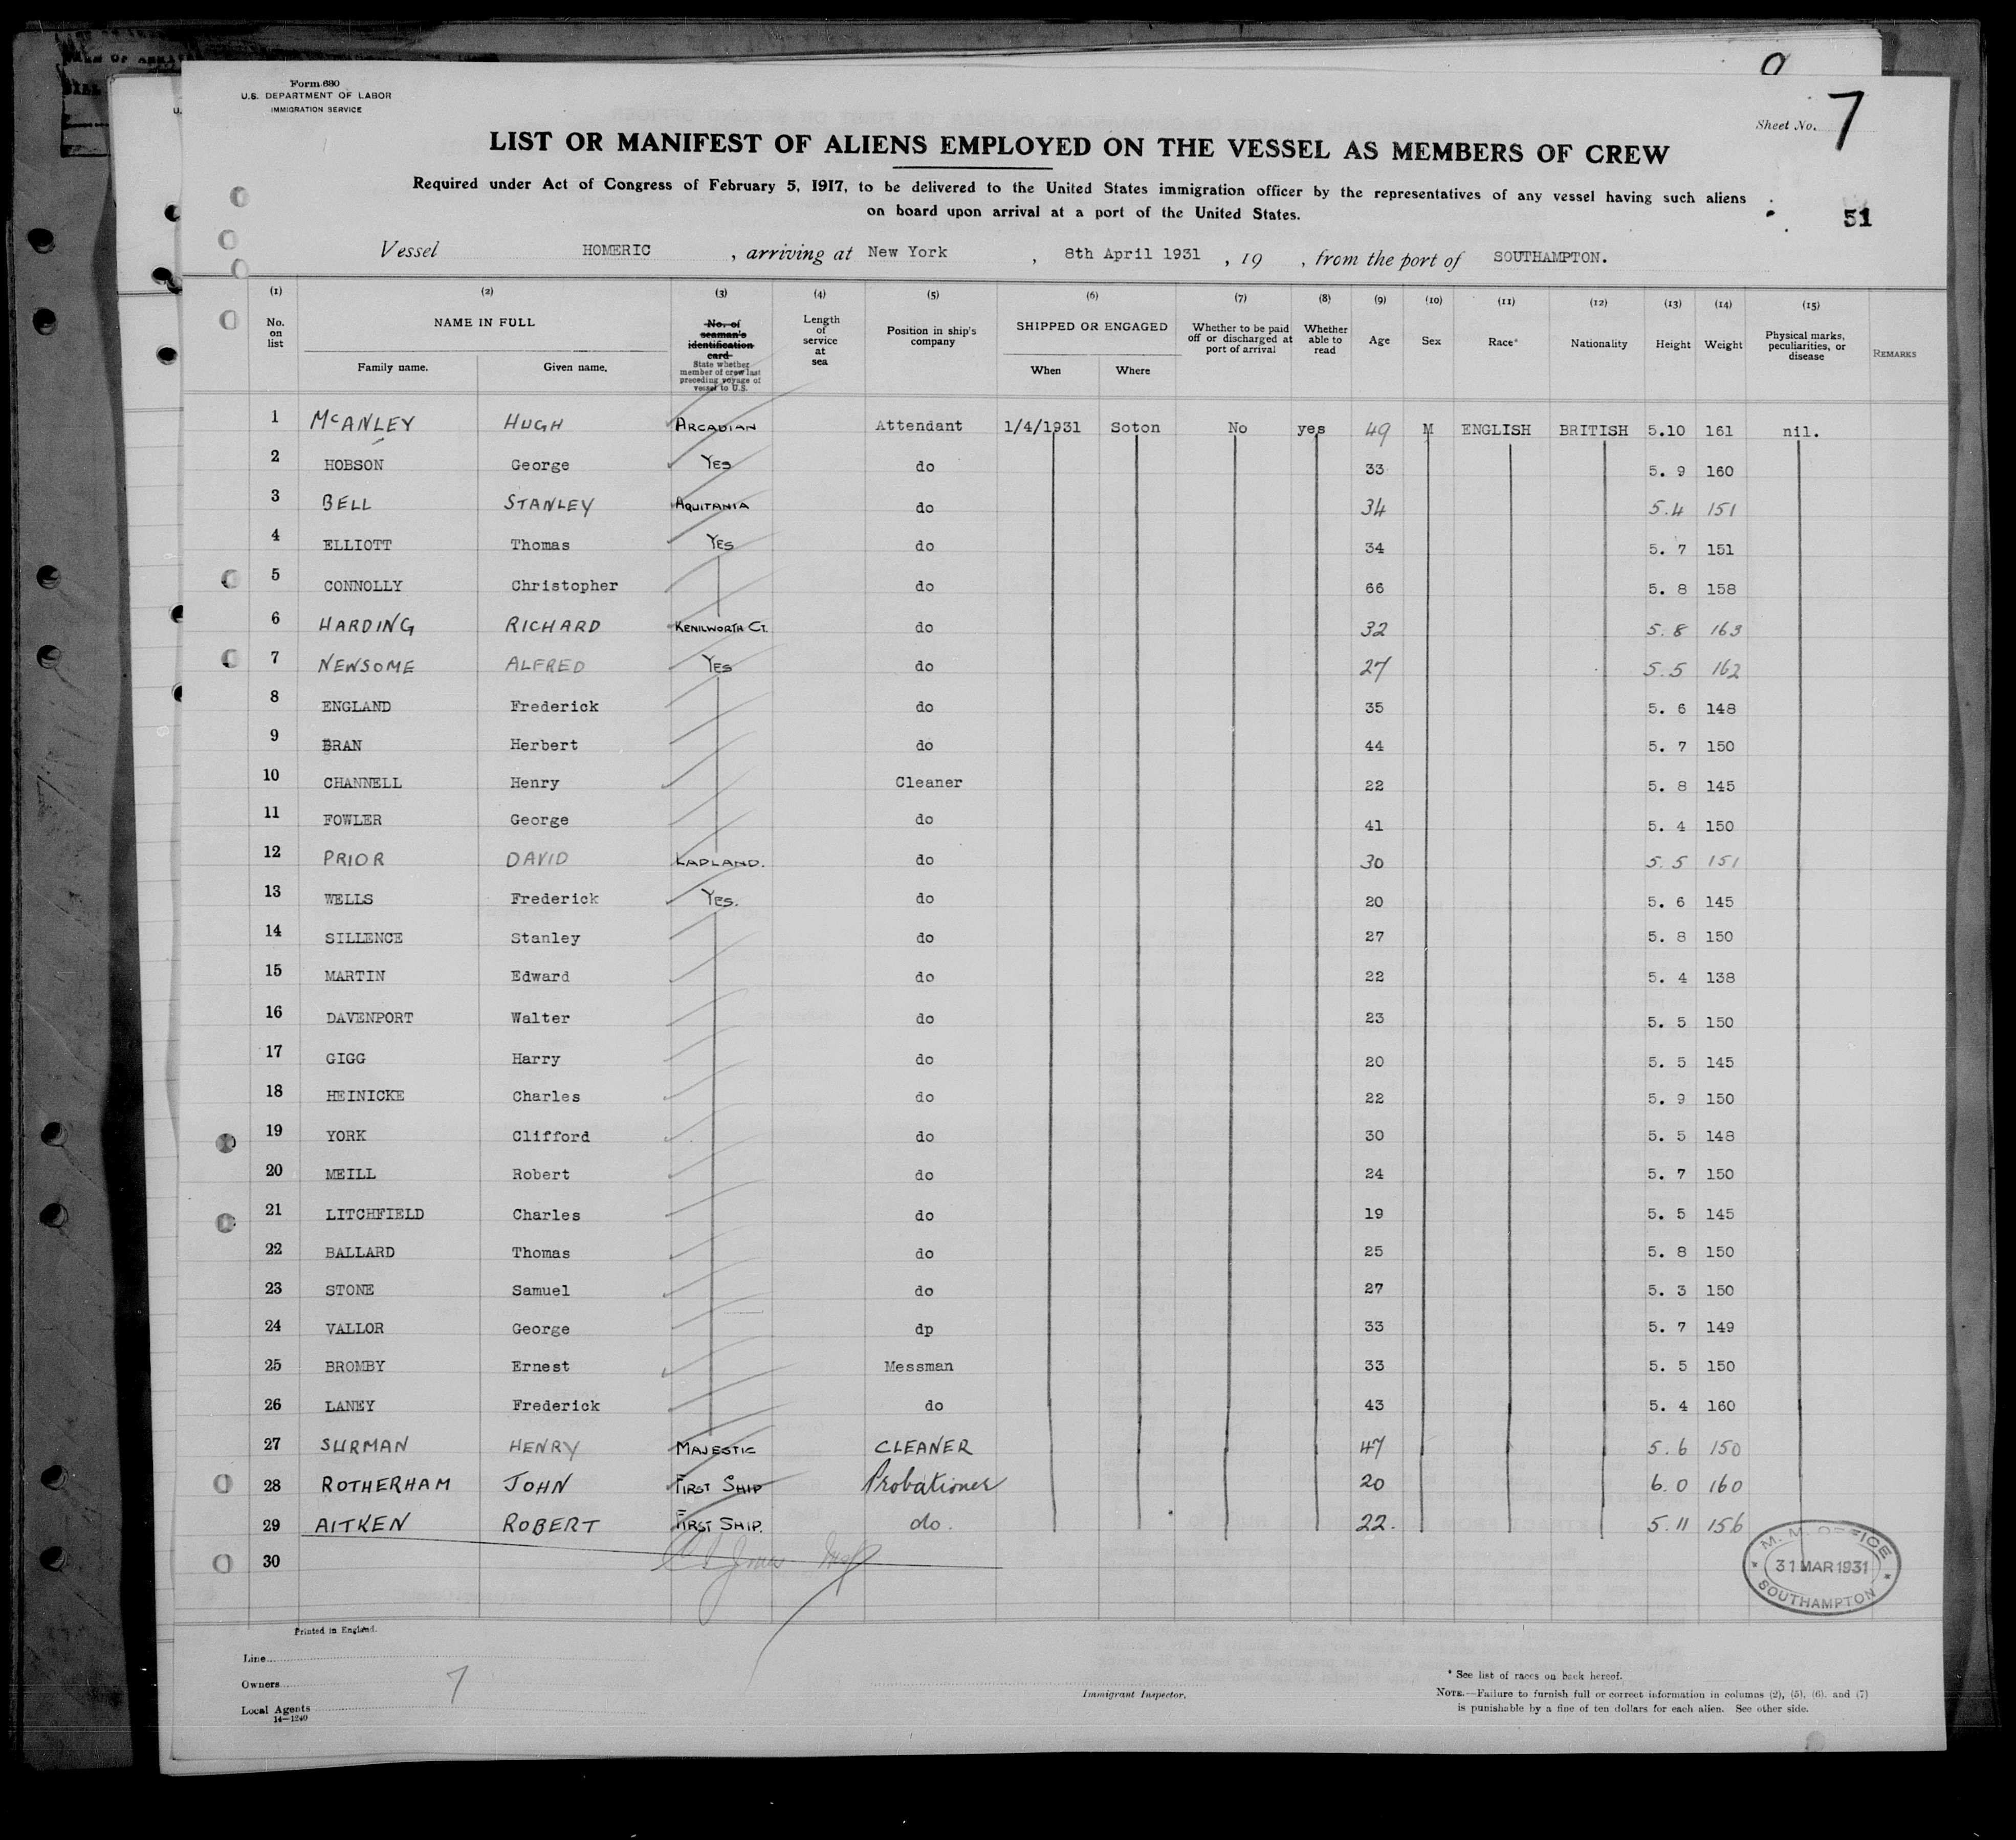 Form 680
U.S. DEPARTMENT OF LABOR
IMMIGRATION SERVICE
Sheet No. 7
LIST OR MANIFEST OF ALIENS EMPLOYED ON THE VESSEL AS MEMBERS OF CREW
Required under Act of Congress of February 5, 1917, to be delivered to the United States immigration officer by the representatives of any vessel having such aliens
on board upon arrival at a port of the United States.
51
Vessel HOMERIC, arriving at New York, 8th April 1931, 19 , from the port of SOUTHAMPTON.
(1) (2) (3) (4) (5) (6) (7) (8) (9) (10) (11) (12) (13) (14) (15)
No. on list NAME IN FULL Family name. Given name. No. of seaman's identification card State whether member of crew last preceding voyage of vessel to U.S. Length of service at sea Position in ship's company SHIPPED OR ENGAGED When Where Whether to be paid off or discharged at port of arrival Whether able to read Age Sex Race* Nationality Height Weight Physical marks, peculiarities, or disease REMARKS
1 McANLEY HUGH ARCADIAN Attendant 1/4/1931 Soton No yes 49 M ENGLISH BRITISH 5.10 161 nil.
2 HOBSON George YES do 33 5. 9 160
3 BELL STANLEY AQUITANIA do 34 5.4 151
4 ELLIOTT Thomas YES do 34 5. 7 151
5 CONNOLLY Christopher do 66 5. 8 158
6 HARDING RICHARD KENILWORTH CT. do 32 5.8 163
7 NEWSOME ALFRED YES do 27 5.5 162
8 ENGLAND Frederick do 35 5. 6 148
9 BRAN Herbert do 44 5. 7 150
10 CHANNELL Henry Cleaner 22 5. 8 145
11 FOWLER George do 41 5. 4 150
12 PRIOR DAVID LAPLAND. do 30 5.5 151
13 WELLS Frederick YES. do 20 5. 6 145
14 SILLENCE Stanley do 27 5. 8 150
15 MARTIN Edward do 22 5. 4 138
16 DAVENPORT Walter do 23 5. 5 150
17 GIGG Harry do 20 5. 5 145
18 HEINICKE Charles do 22 5. 9 150
19 YORK Clifford do 30 5. 5 148
20 MEILL Robert do 24 5. 7 150
21 LITCHFIELD Charles do 19 5. 5 145
22 BALLARD Thomas do 25 5. 8 150
23 STONE Samuel do 27 5. 3 150
24 VALLOR George dp 33 5. 7 149
25 BROMBY Ernest Messman 33 5. 5 150
26 LANEY Frederick do 43 5. 4 160
27 SURMAN HENRY MAJESTIC CLEANER 47 5.6 150
28 ROTHERHAM JOHN FIRST SHIP Probationer 20 6.0 160
29 AITKEN ROBERT FIRST SHIP. do. 22. 5.11 156
30
M. M. OFFICE
31 MAR 1931
SOUTHAMPTON
Printed in England.
Line
Owners
7
Local Agents
14—1240
Immigrant Inspector.
* See list of races on back hereof.
NOTE.—Failure to furnish full or correct information in columns (2), (5), (6), and (7)
is punishable by a fine of ten dollars for each alien. See other side.